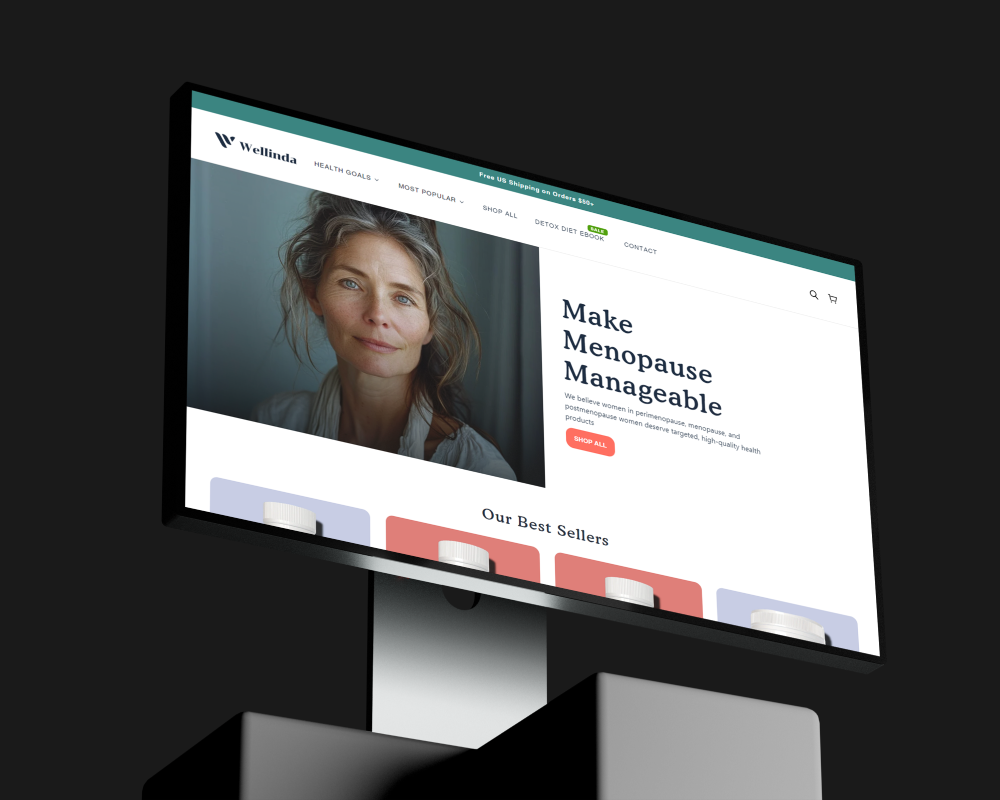 Free US Shipping on Orders $50+
Wellinda
HEALTH GOALS
MOST POPULAR
SHOP ALL
DETOX DIET EBOOK
SALE
CONTACT
Make
Menopause
Manageable
We believe women in perimenopause, menopause, and
postmenopause women deserve targeted, high-quality health
products
SHOP ALL
Our Best Sellers